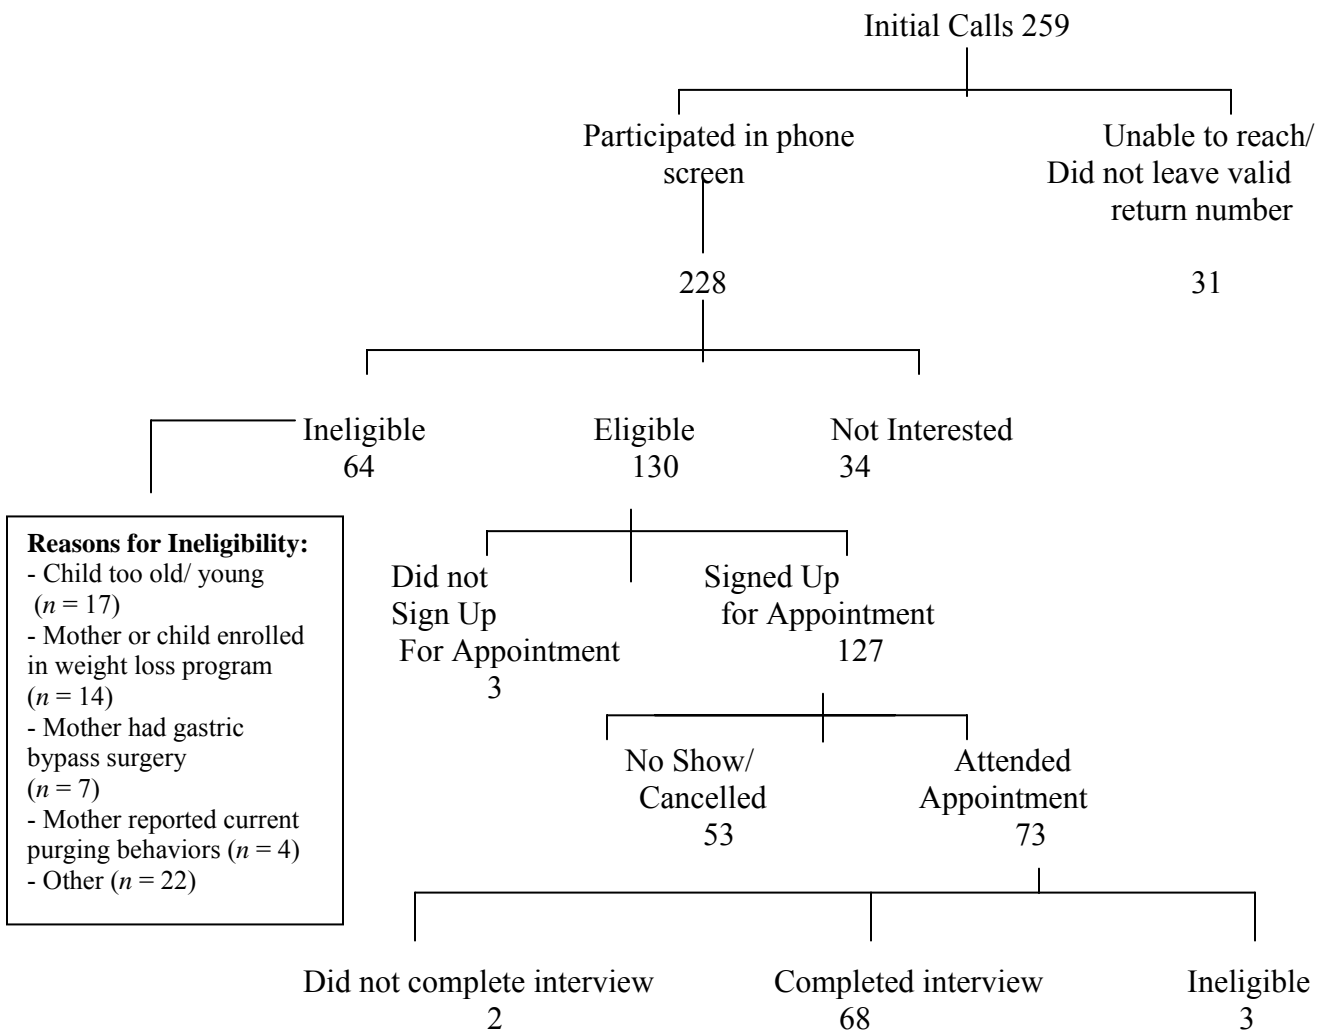 Initial Calls 259
Participated in phone
screen
Unable to reach/
Did not leave valid
return number
228
31
Ineligible
64
Eligible
130
Not Interested
34
Reasons for Ineligibility:
- Child too old/ young
(n = 17)
- Mother or child enrolled
in weight loss program
(n = 14)
- Mother had gastric
bypass surgery
(n = 7)
- Mother reported current
purging behaviors (n = 4)
- Other (n = 22)
Did not
Sign Up
For Appointment
3
Signed Up
for Appointment
127
No Show/
Cancelled
53
Attended
Appointment
73
Did not complete interview
2
Completed interview
68
Ineligible
3